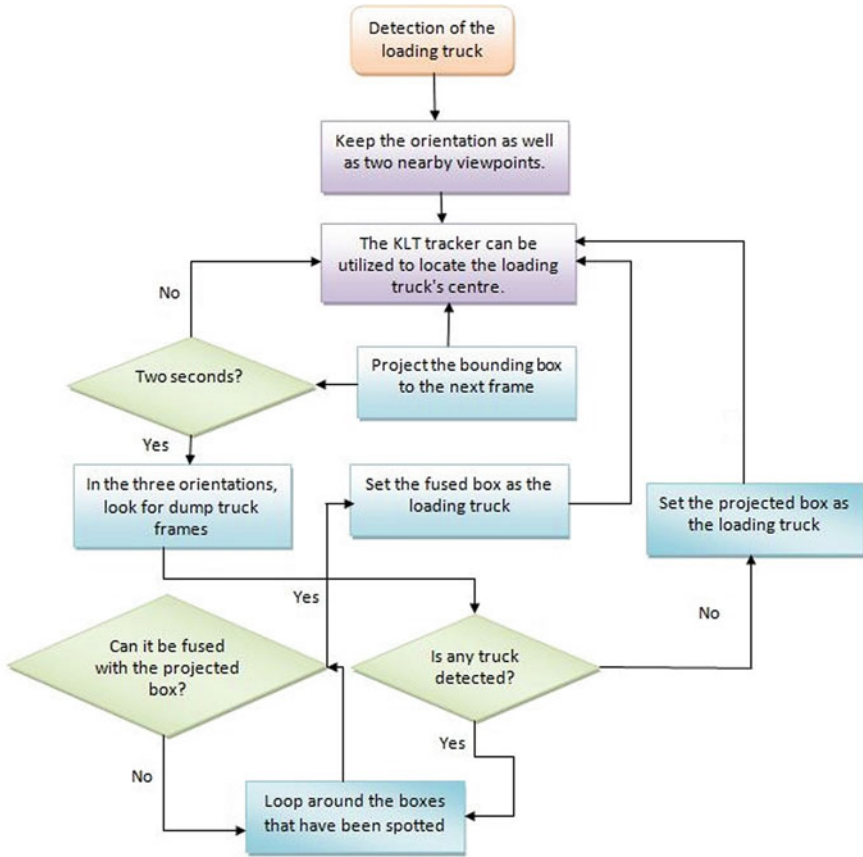 Detection of the
loading truck
Keep the orientation as well
as two nearby viewpoints.
The KLT tracker can be
utilized to locate the loading
truck's centre.
No
Two seconds?
Project the bounding box
to the next frame
Yes
In the three orientations,
look for dump truck
frames
Set the fused box as the
loading truck
Set the projected box as
the loading truck
Yes
No
Can it be fused
with the projected
box?
Is any truck
detected?
Yes
No
Loop around the boxes
that have been spotted